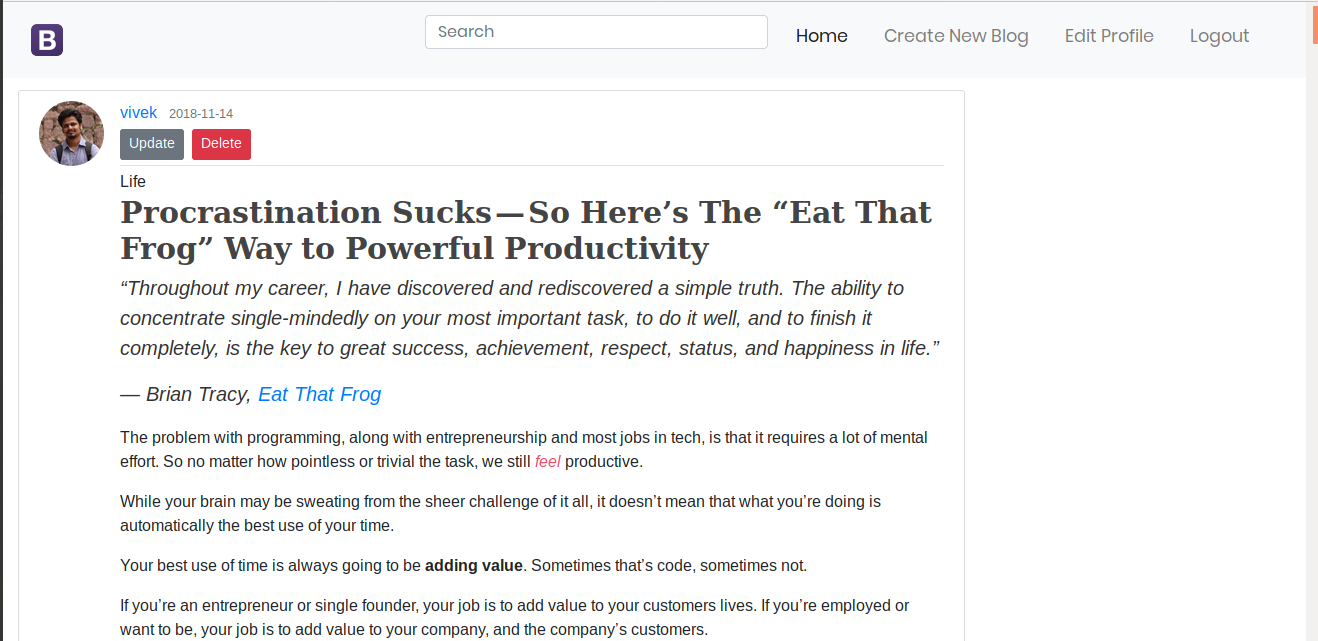 B
Search
Home
Create New Blog
Edit Profile
Logout
vivek 2018-11-14
Update Delete
Life
Procrastination Sucks — So Here’s The “Eat That
Frog” Way to Powerful Productivity
“Throughout my career, I have discovered and rediscovered a simple truth. The ability to
concentrate single-mindedly on your most important task, to do it well, and to finish it
completely, is the key to great success, achievement, respect, status, and happiness in life.”
— Brian Tracy, Eat That Frog
The problem with programming, along with entrepreneurship and most jobs in tech, is that it requires a lot of mental
effort. So no matter how pointless or trivial the task, we still feel productive.
While your brain may be sweating from the sheer challenge of it all, it doesn’t mean that what you’re doing is
automatically the best use of your time.
Your best use of time is always going to be adding value. Sometimes that’s code, sometimes not.
If you’re an entrepreneur or single founder, your job is to add value to your customers lives. If you’re employed or
want to be, your job is to add value to your company, and the company’s customers.